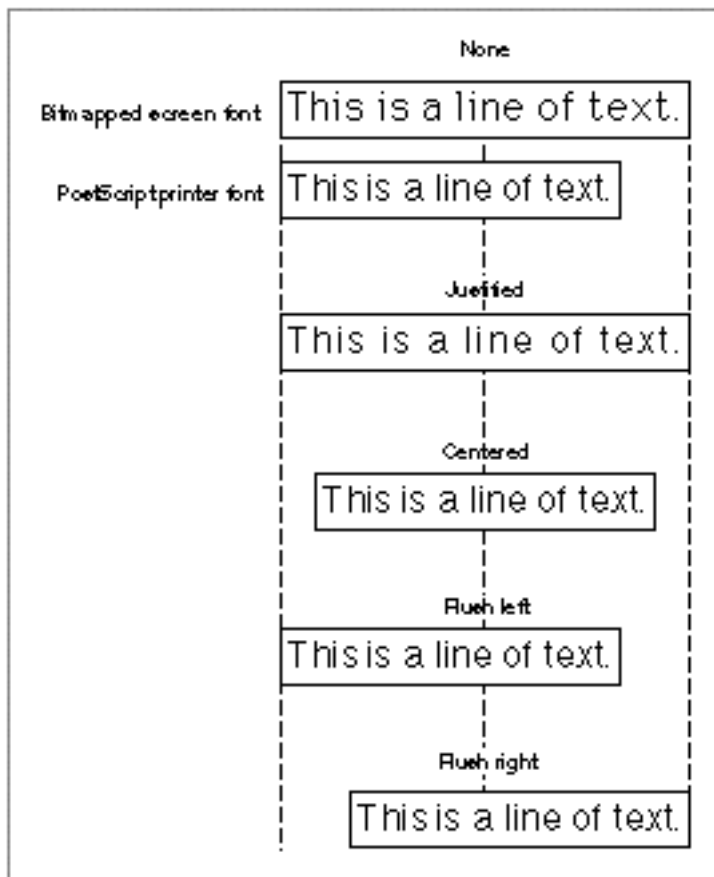 None
Bitmapped screen font
This is a line of text.
PostScript printer font
This is a line of text.
Justified
This is a line of text.
Centered
This is a line of text.
Flush left
This is a line of text.
Flush right
This is a line of text.